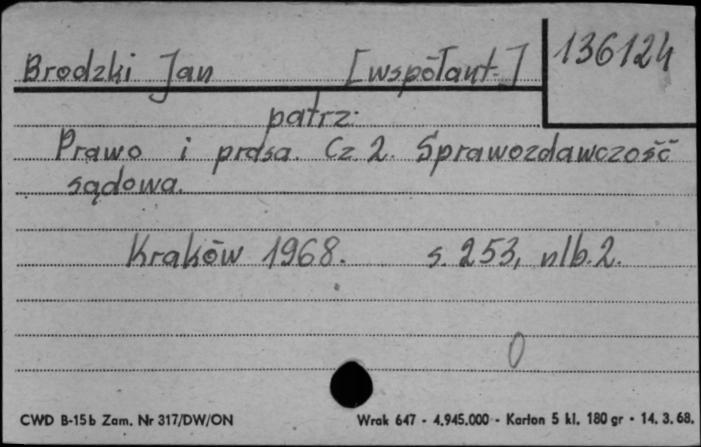 136124
Brodzki Jan [współaut.]
patrz:
Prawo i prasa. Cz. 2. Sprawozdawczość
sądowa.
Kraków 1968. s. 253, nlb. 2.
0
CWD B-15b Zam. Nr 317/DW/ON Wrak 647 - 4.945.000 - Karton 5 kl. 180 gr - 14. 3. 68.